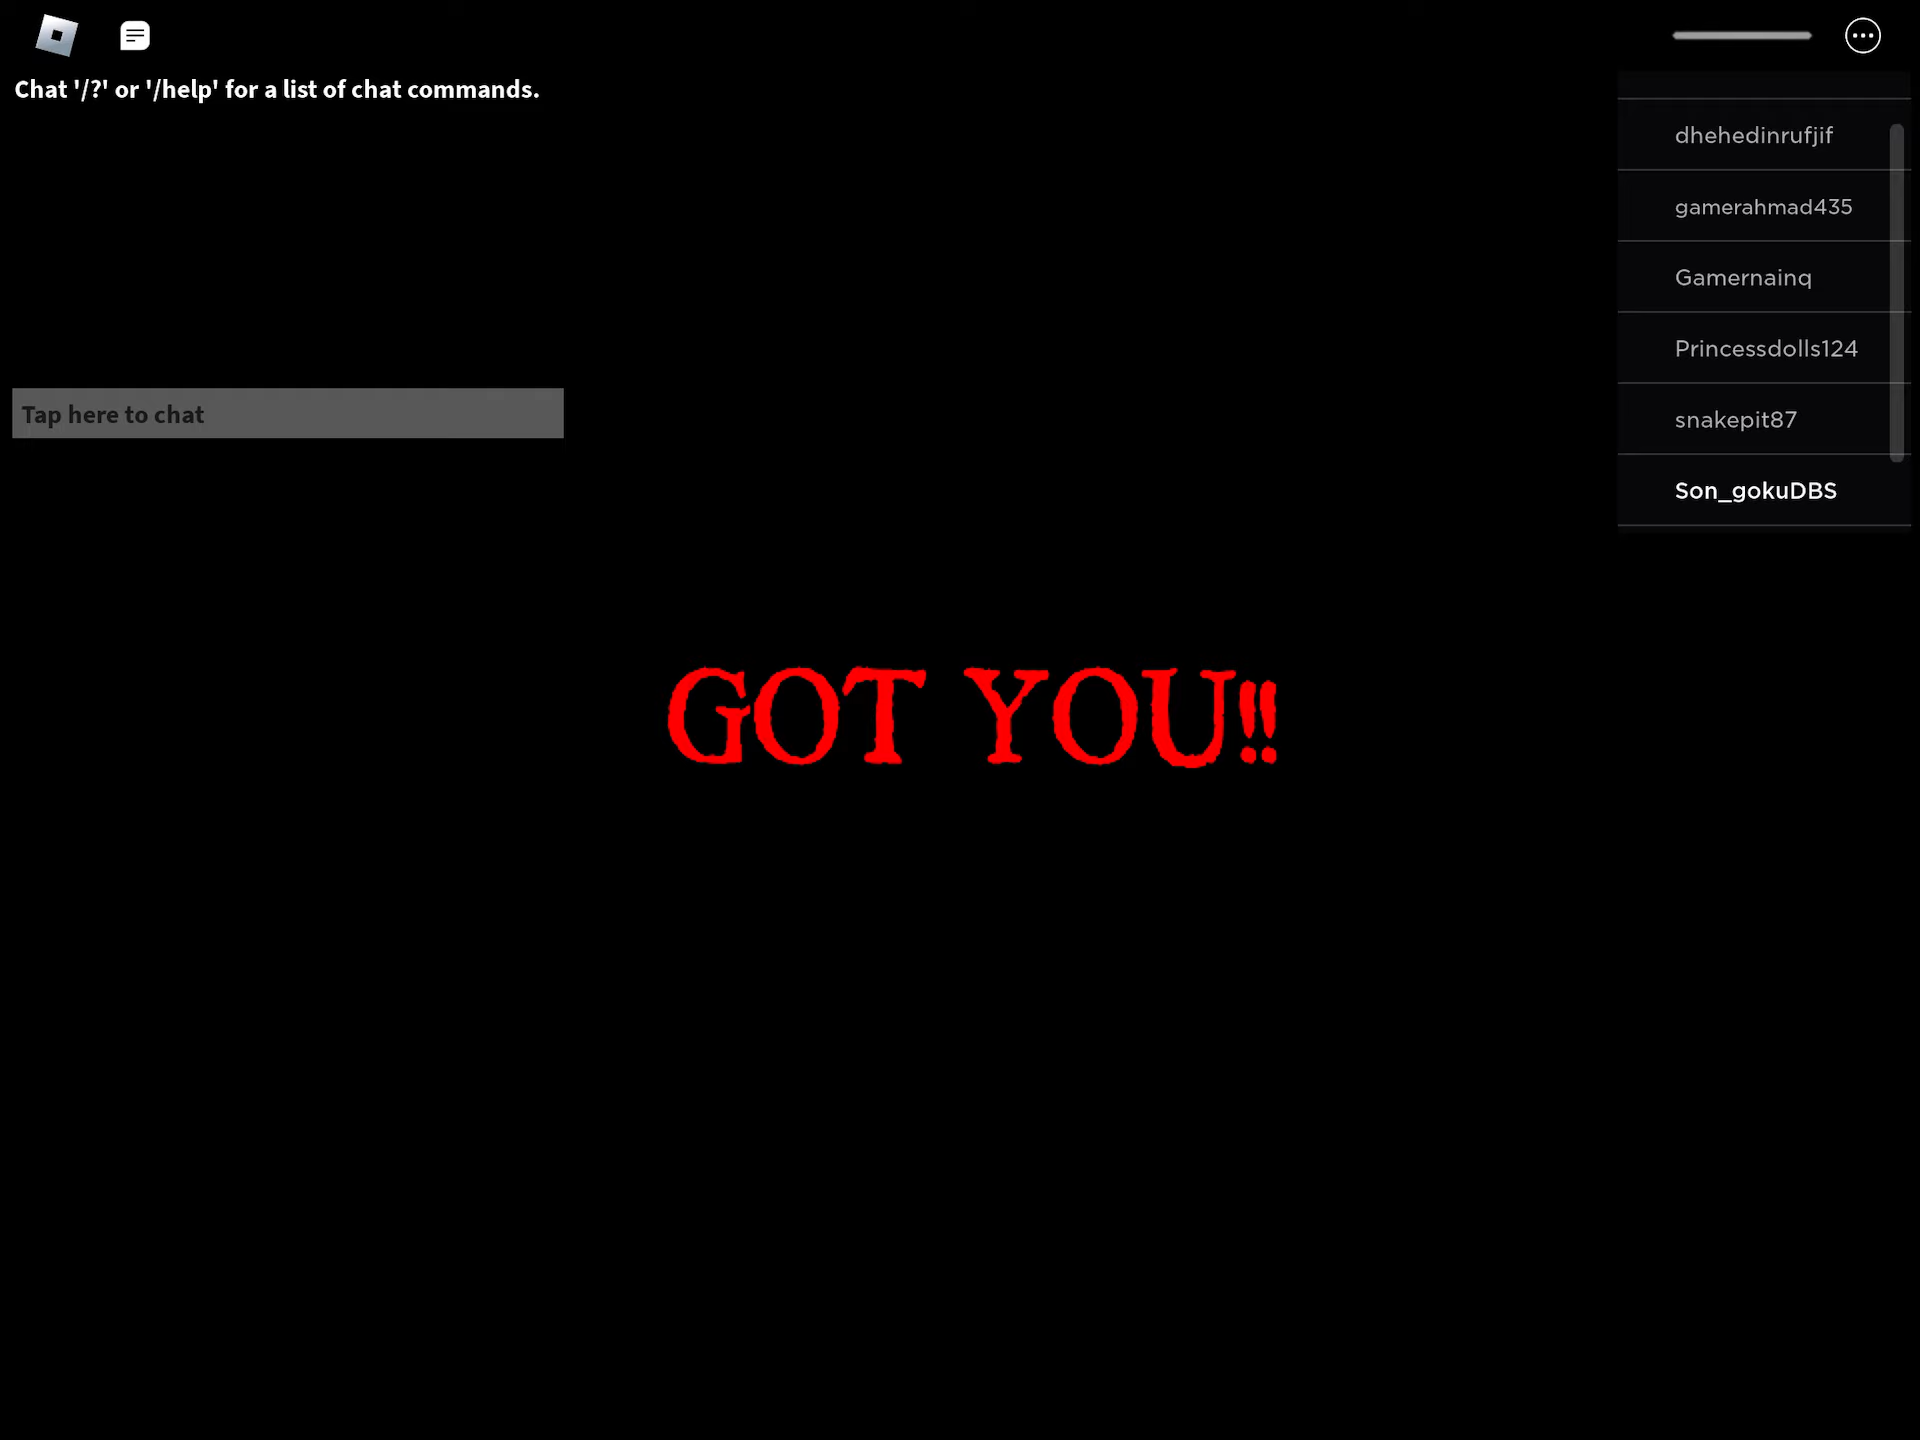 Chat '/?' or '/help' for a list of chat commands.
dhehedinrufjif
gamerahmad435
Gamernainq
Princessdolls124
Tap here to chat
snakepit87
Son_gokuDBS
GOT YOU!!